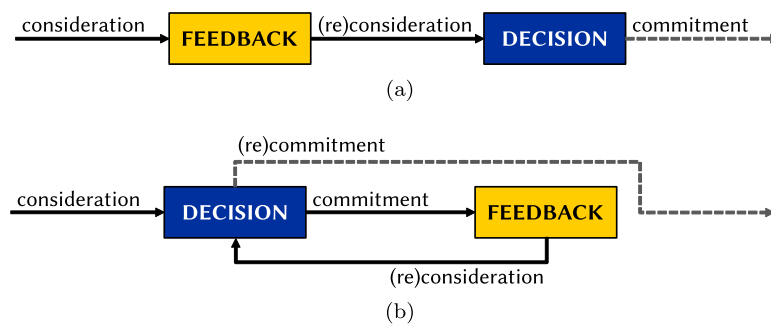 consideration
FEEDBACK
(re)consideration
DECISION
commitment
(a)
(re)commitment
consideration
DECISION
commitment
FEEDBACK
(re)consideration
(b)